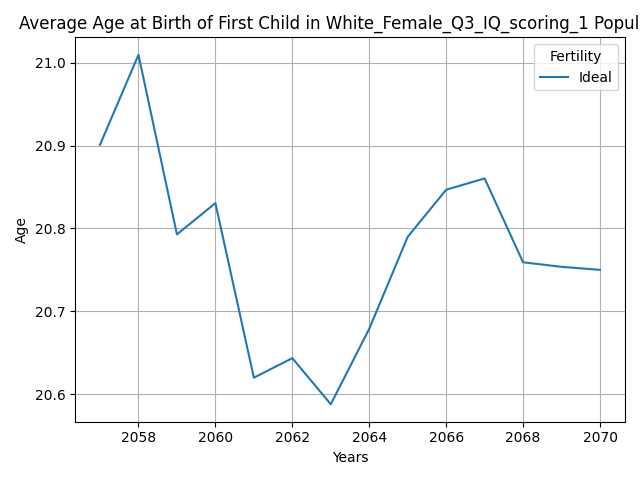 Average Age at Birth of First Child in White_Female_Q3_IQ_scoring_1 Popul
Fertility
Ideal
Age
21.0
20.9
20.8
20.7
20.6
2058 2060 2062 2064 2066 2068 2070
Years